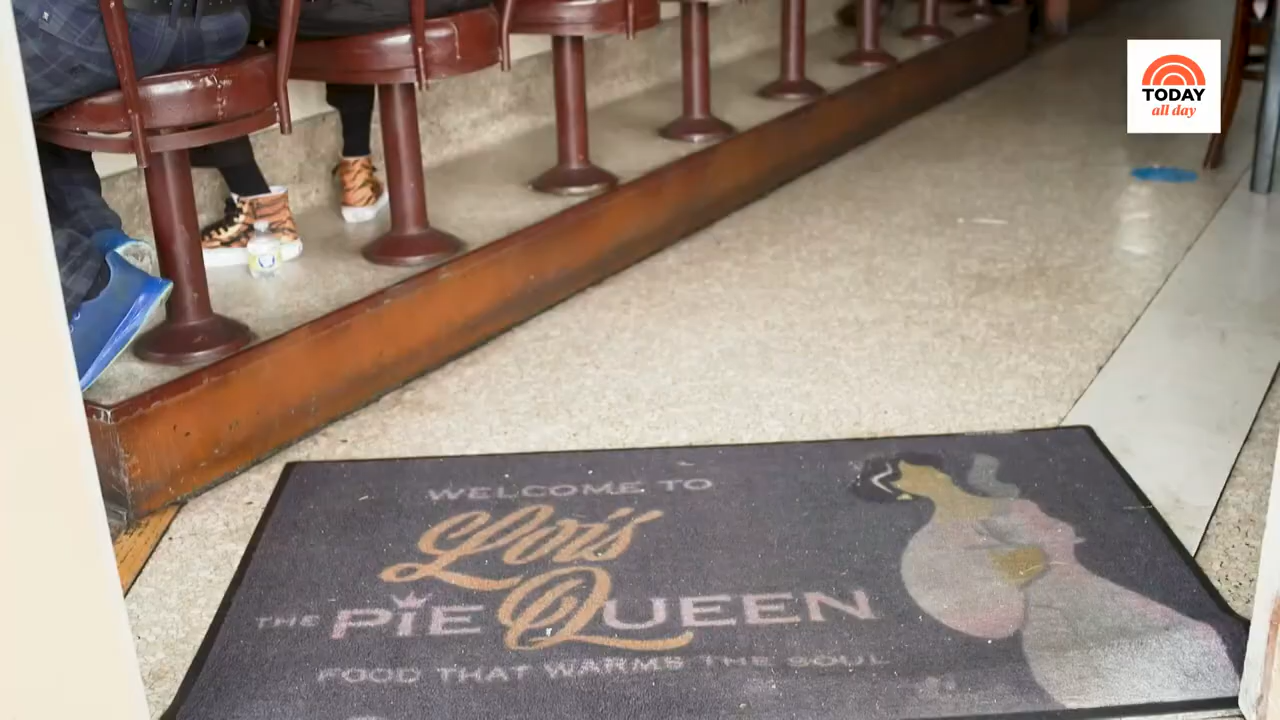 TODAY
all day
WELCOME TO
Lois
THE PIE QUEEN
FOOD THAT WARMS THE SOUL